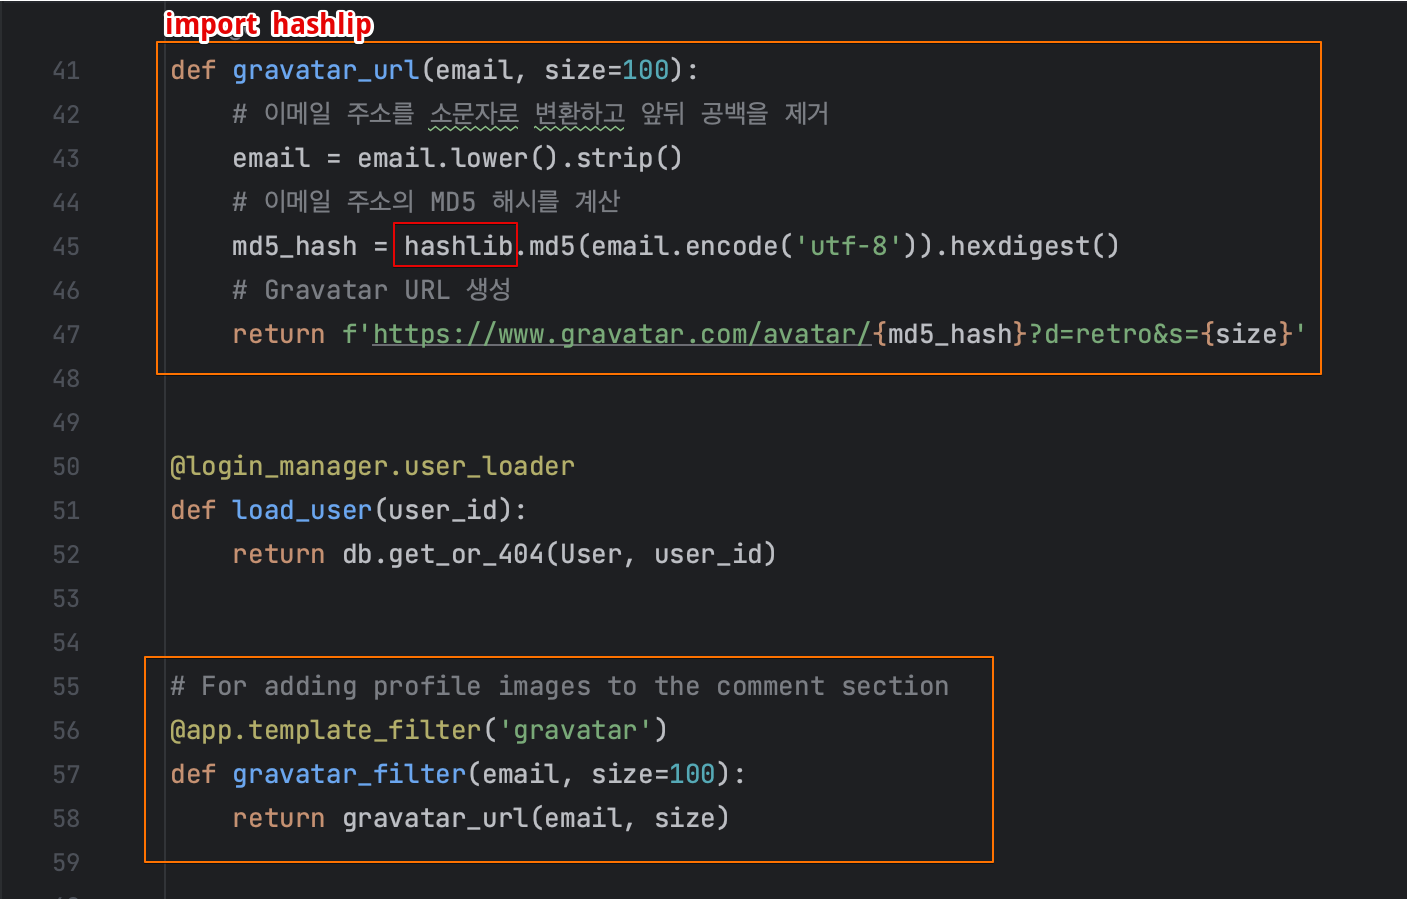 import hashlip
41 def gravatar_url(email, size=100):
42 # 이메일 주소를 소문자로 변환하고 앞뒤 공백을 제거
43 email = email.lower().strip()
44 # 이메일 주소의 MD5 해시를 계산
45 md5_hash = hashlib.md5(email.encode('utf-8')).hexdigest()
46 # Gravatar URL 생성
47 return f'https://www.gravatar.com/avatar/{md5_hash}?d=retro&s={size}'
48
49
50 @login_manager.user_loader
51 def load_user(user_id):
52 return db.get_or_404(User, user_id)
53
54
55 # For adding profile images to the comment section
56 @app.template_filter('gravatar')
57 def gravatar_filter(email, size=100):
58 return gravatar_url(email, size)
59